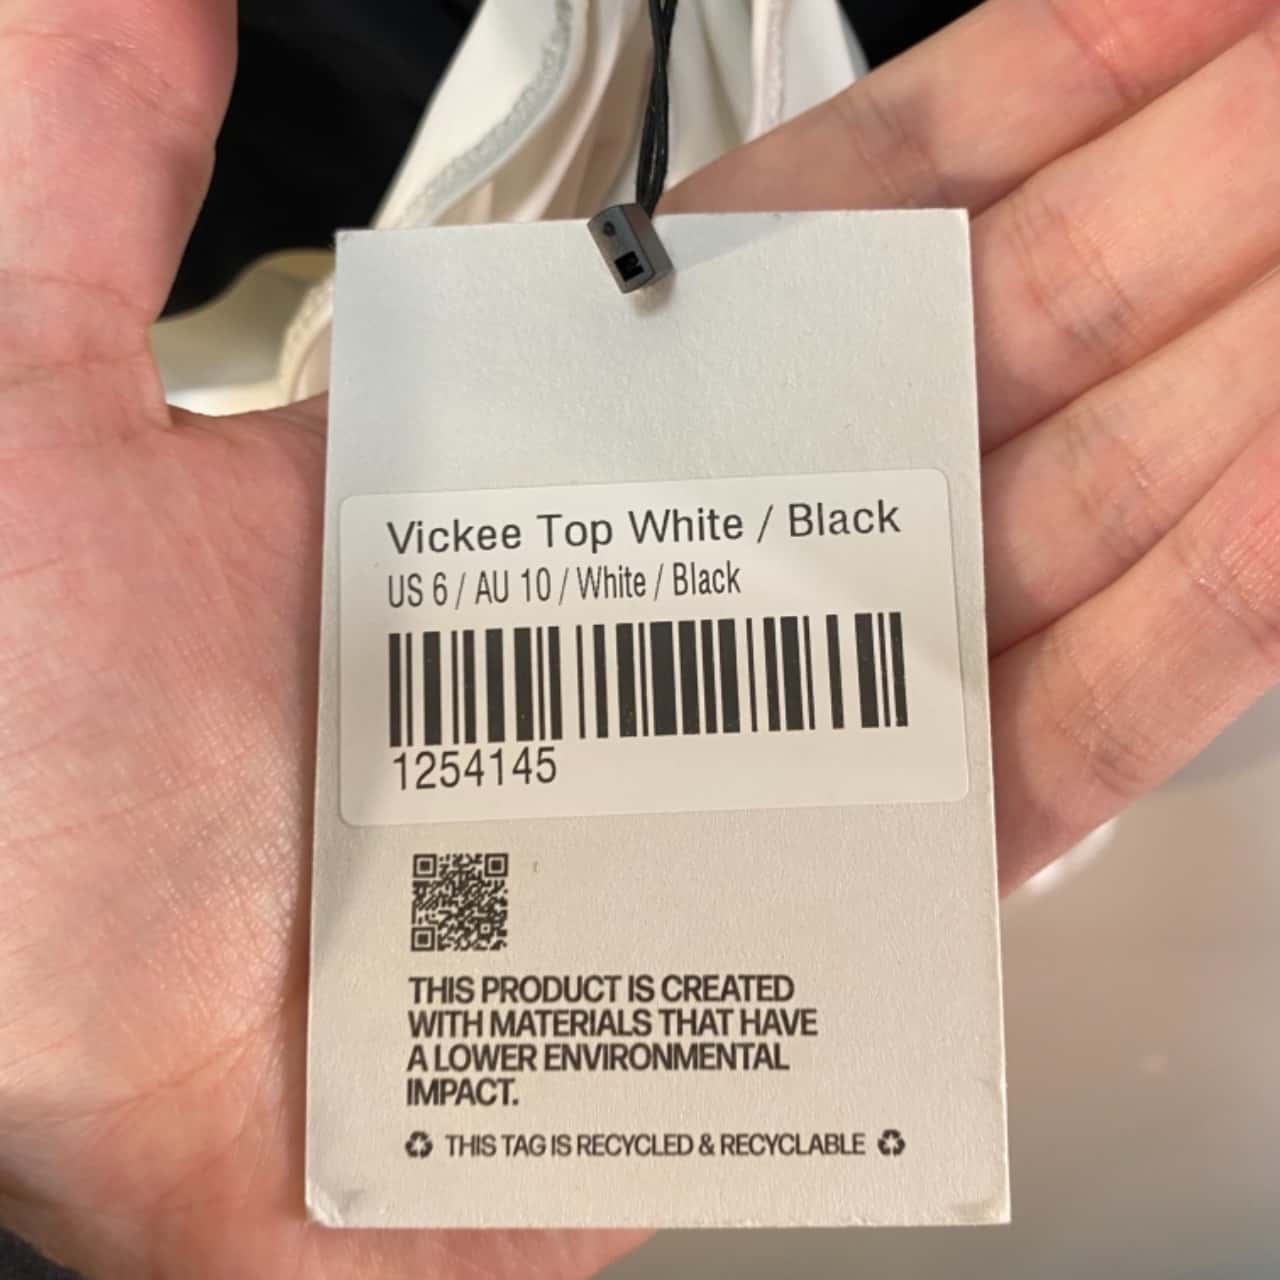 Vickee Top White / Black
US 6 / AU 10 / White / Black
1254145
THIS PRODUCT IS CREATED
WITH MATERIALS THAT HAVE
A LOWER ENVIRONMENTAL
IMPACT.
♻ THIS TAG IS RECYCLED & RECYCLABLE ♻